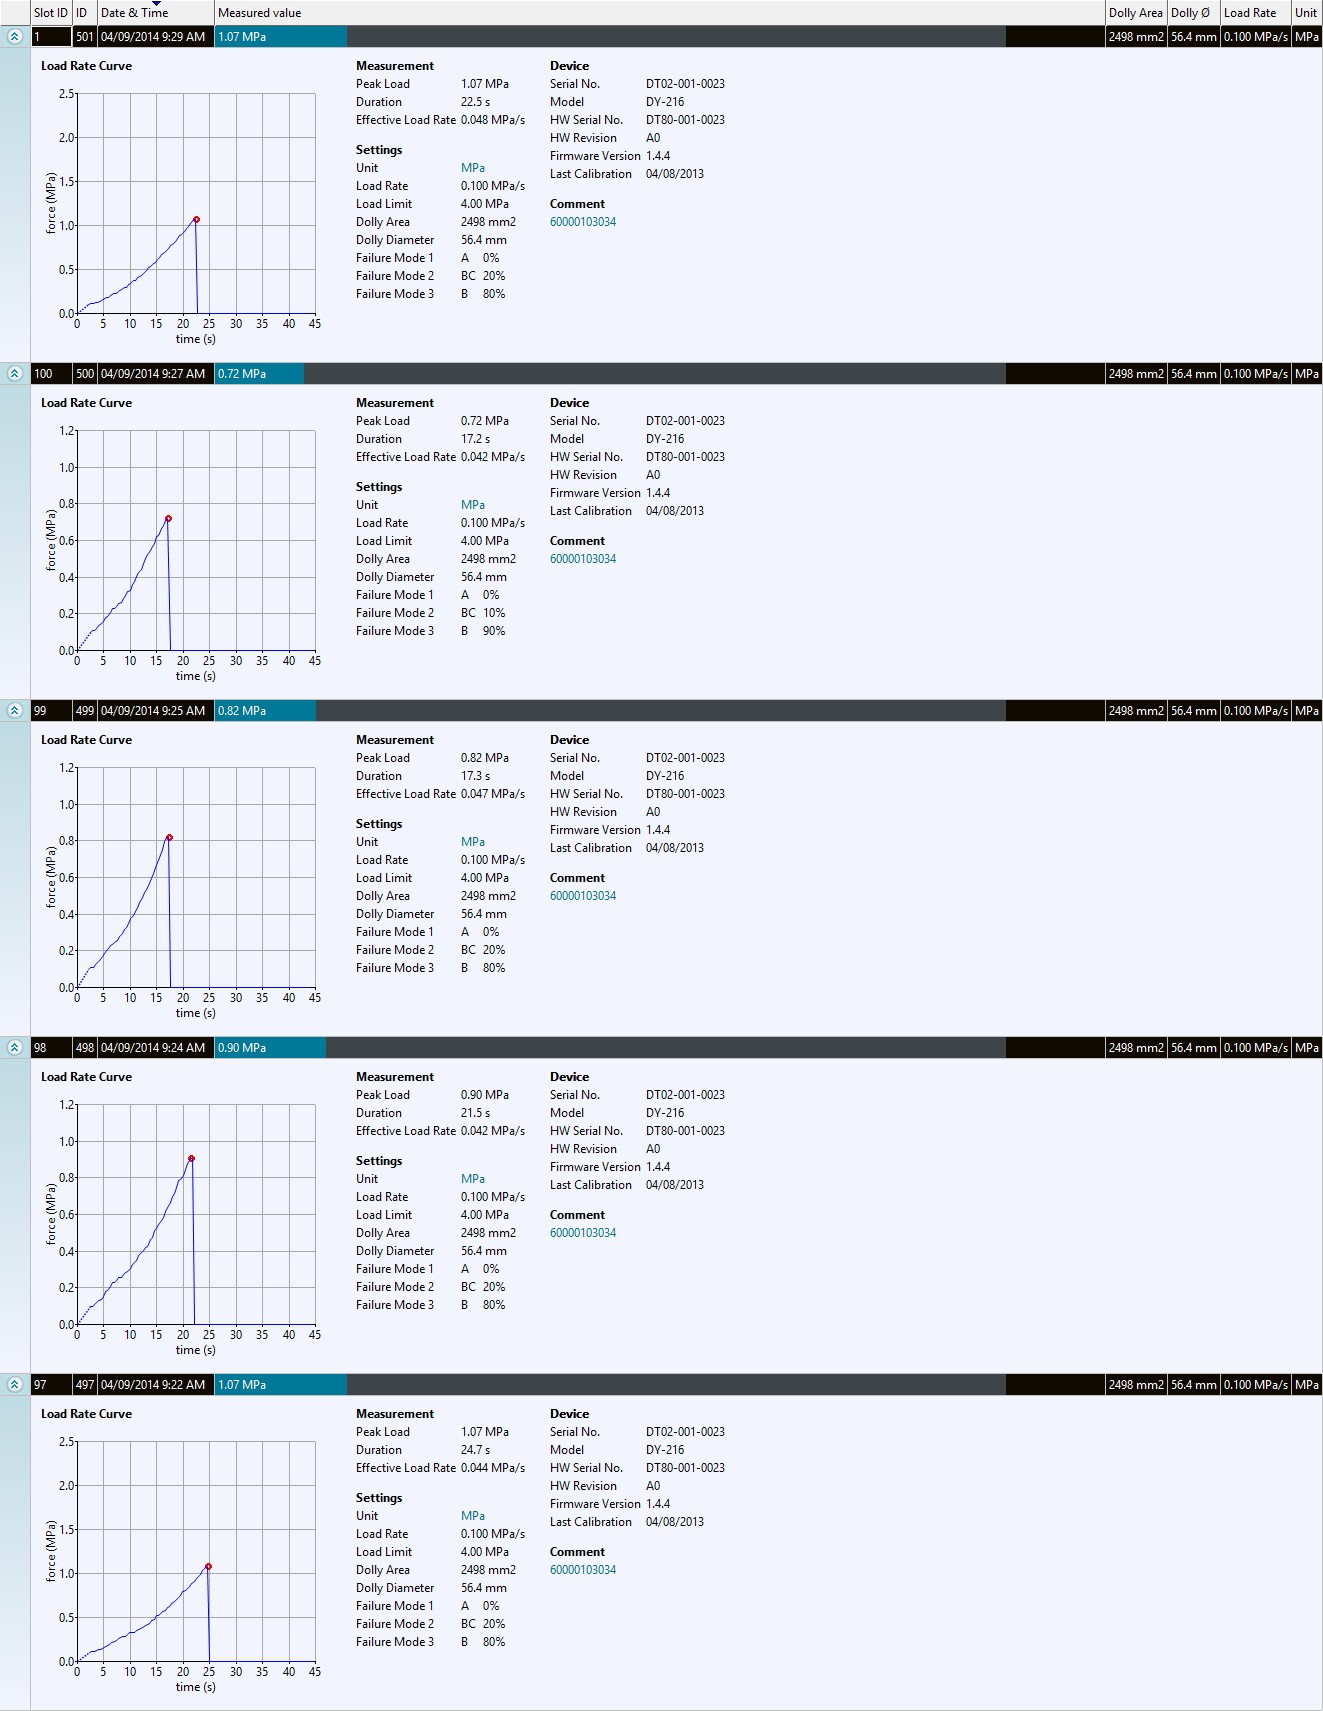 Slot ID ID Date & Time Measured value Dolly Area Dolly Ø Load Rate Unit
1 501 04/09/2014 9:29 AM 1.07 MPa 2498 mm2 56.4 mm 0.100 MPa/s MPa
Load Rate Curve
2.5
2.0
1.5
1.0
0.5
0.0
force (MPa)
0 5 10 15 20 25 30 35 40 45
time (s)
Measurement
Peak Load 1.07 MPa
Duration 22.5 s
Effective Load Rate 0.048 MPa/s
Settings
Unit MPa
Load Rate 0.100 MPa/s
Load Limit 4.00 MPa
Dolly Area 2498 mm2
Dolly Diameter 56.4 mm
Failure Mode 1 A 0%
Failure Mode 2 BC 20%
Failure Mode 3 B 80%
Device
Serial No. DT02-001-0023
Model DY-216
HW Serial No. DT80-001-0023
HW Revision A0
Firmware Version 1.4.4
Last Calibration 04/08/2013
Comment
60000103034
100 500 04/09/2014 9:27 AM 0.72 MPa 2498 mm2 56.4 mm 0.100 MPa/s MPa
Load Rate Curve
1.2
1.0
0.8
0.6
0.4
0.2
0.0
force (MPa)
0 5 10 15 20 25 30 35 40 45
time (s)
Measurement
Peak Load 0.72 MPa
Duration 17.2 s
Effective Load Rate 0.042 MPa/s
Settings
Unit MPa
Load Rate 0.100 MPa/s
Load Limit 4.00 MPa
Dolly Area 2498 mm2
Dolly Diameter 56.4 mm
Failure Mode 1 A 0%
Failure Mode 2 BC 10%
Failure Mode 3 B 90%
Device
Serial No. DT02-001-0023
Model DY-216
HW Serial No. DT80-001-0023
HW Revision A0
Firmware Version 1.4.4
Last Calibration 04/08/2013
Comment
60000103034
99 499 04/09/2014 9:25 AM 0.82 MPa 2498 mm2 56.4 mm 0.100 MPa/s MPa
Load Rate Curve
1.2
1.0
0.8
0.6
0.4
0.2
0.0
force (MPa)
0 5 10 15 20 25 30 35 40 45
time (s)
Measurement
Peak Load 0.82 MPa
Duration 17.3 s
Effective Load Rate 0.047 MPa/s
Settings
Unit MPa
Load Rate 0.100 MPa/s
Load Limit 4.00 MPa
Dolly Area 2498 mm2
Dolly Diameter 56.4 mm
Failure Mode 1 A 0%
Failure Mode 2 BC 20%
Failure Mode 3 B 80%
Device
Serial No. DT02-001-0023
Model DY-216
HW Serial No. DT80-001-0023
HW Revision A0
Firmware Version 1.4.4
Last Calibration 04/08/2013
Comment
60000103034
98 498 04/09/2014 9:24 AM 0.90 MPa 2498 mm2 56.4 mm 0.100 MPa/s MPa
Load Rate Curve
1.2
1.0
0.8
0.6
0.4
0.2
0.0
force (MPa)
0 5 10 15 20 25 30 35 40 45
time (s)
Measurement
Peak Load 0.90 MPa
Duration 21.5 s
Effective Load Rate 0.042 MPa/s
Settings
Unit MPa
Load Rate 0.100 MPa/s
Load Limit 4.00 MPa
Dolly Area 2498 mm2
Dolly Diameter 56.4 mm
Failure Mode 1 A 0%
Failure Mode 2 BC 20%
Failure Mode 3 B 80%
Device
Serial No. DT02-001-0023
Model DY-216
HW Serial No. DT80-001-0023
HW Revision A0
Firmware Version 1.4.4
Last Calibration 04/08/2013
Comment
60000103034
97 497 04/09/2014 9:22 AM 1.07 MPa 2498 mm2 56.4 mm 0.100 MPa/s MPa
Load Rate Curve
2.5
2.0
1.5
1.0
0.5
0.0
force (MPa)
0 5 10 15 20 25 30 35 40 45
time (s)
Measurement
Peak Load 1.07 MPa
Duration 24.7 s
Effective Load Rate 0.044 MPa/s
Settings
Unit MPa
Load Rate 0.100 MPa/s
Load Limit 4.00 MPa
Dolly Area 2498 mm2
Dolly Diameter 56.4 mm
Failure Mode 1 A 0%
Failure Mode 2 BC 20%
Failure Mode 3 B 80%
Device
Serial No. DT02-001-0023
Model DY-216
HW Serial No. DT80-001-0023
HW Revision A0
Firmware Version 1.4.4
Last Calibration 04/08/2013
Comment
60000103034